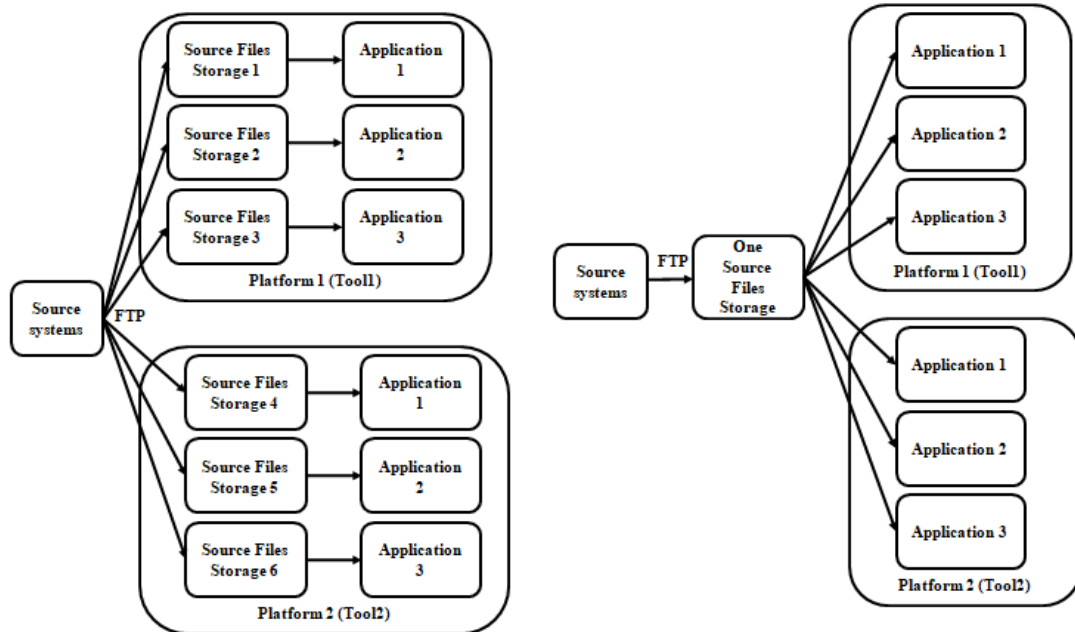 Source Files
Storage 1
Application
1
Source Files
Storage 2
Application
2
Source Files
Storage 3
Application
3
Platform 1 (Tool1)
Source
systems
FTP
Source Files
Storage 4
Application
1
Source Files
Storage 5
Application
2
Source Files
Storage 6
Application
3
Platform 2 (Tool2)
Source
systems
FTP
One
Source
Files
Storage
Application 1
Application 2
Application 3
Platform 1 (Tool1)
Application 1
Application 2
Application 3
Platform 2 (Tool2)